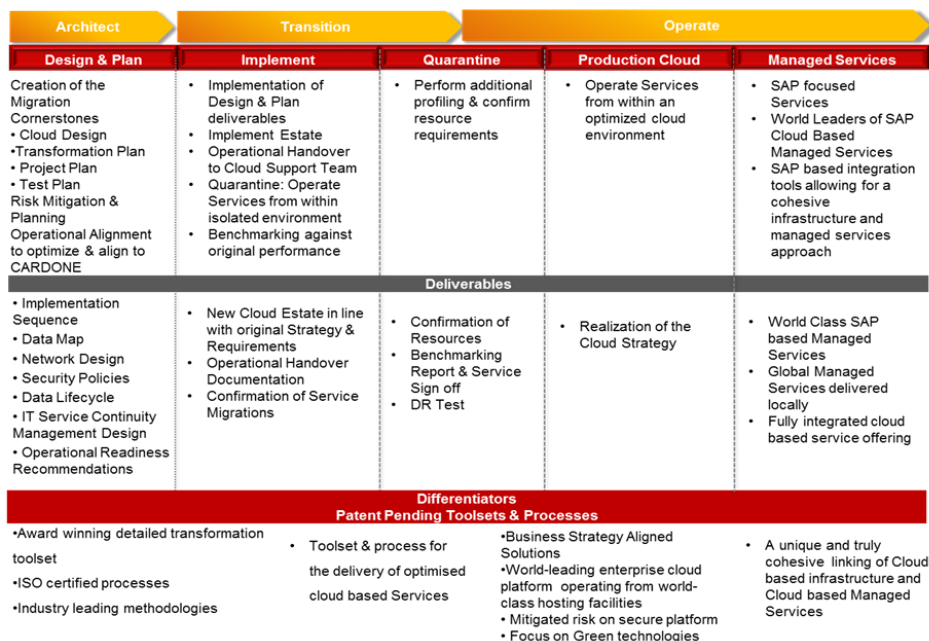 Architect
Transition
Operate
Design & Plan
Implement
Quarantine
Production Cloud
Managed Services
Creation of the
Migration
Cornerstones
• Cloud Design
•Transformation Plan
• Project Plan
• Test Plan
Risk Mitigation &
Planning
Operational Alignment
to optimize & align to
CARDONE
• Implementation of
Design & Plan
deliverables
• Implement Estate
• Operational Handover
to Cloud Support Team
• Quarantine: Operate
Services from within
isolated environment
• Benchmarking against
original performance
• Perform additional
profiling & confirm
resource
requirements
• Operate Services
from within an
optimized cloud
environment
• SAP focused
Services
• World Leaders of SAP
Cloud Based
Managed Services
• SAP based integration
tools allowing for a
cohesive
infrastructure and
managed services
approach
Deliverables
• Implementation
Sequence
• Data Map
• Network Design
• Security Policies
• Data Lifecycle
• IT Service Continuity
Management Design
• Operational Readiness
Recommendations
• New Cloud Estate in line
with original Strategy &
Requirements
• Operational Handover
Documentation
• Confirmation of Service
Migrations
• Confirmation of
Resources
• Benchmarking
Report & Service
Sign off
• DR Test
• Realization of the
Cloud Strategy
• World Class SAP
based Managed
Services
• Global Managed
Services delivered
locally
• Fully integrated cloud
based service offering
Differentiators
Patent Pending Toolsets & Processes
•Award winning detailed transformation
toolset
•ISO certified processes
•Industry leading methodologies
• Toolset & process for
the delivery of optimised
cloud based Services
•Business Strategy Aligned
Solutions
•World-leading enterprise cloud
platform operating from world-
class hosting facilities
• Mitigated risk on secure platform
• Focus on Green technologies
• A unique and truly
cohesive linking of Cloud
based infrastructure and
Cloud based Managed
Services